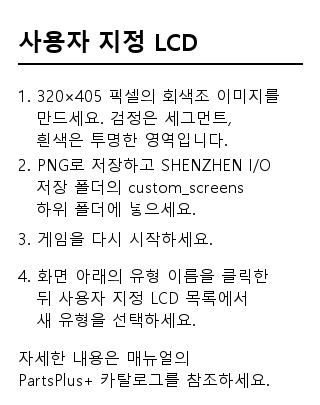 사용자 지정 LCD
1. 320×405 픽셀의 회색조 이미지를
만드세요. 검정은 세그먼트,
흰색은 투명한 영역입니다.
2. PNG로 저장하고 SHENZHEN I/O
저장 폴더의 custom_screens
하위 폴더에 넣으세요.
3. 게임을 다시 시작하세요.
4. 화면 아래의 유형 이름을 클릭한
뒤 사용자 지정 LCD 목록에서
새 유형을 선택하세요.
자세한 내용은 매뉴얼의
PartsPlus+ 카탈로그를 참조하세요.